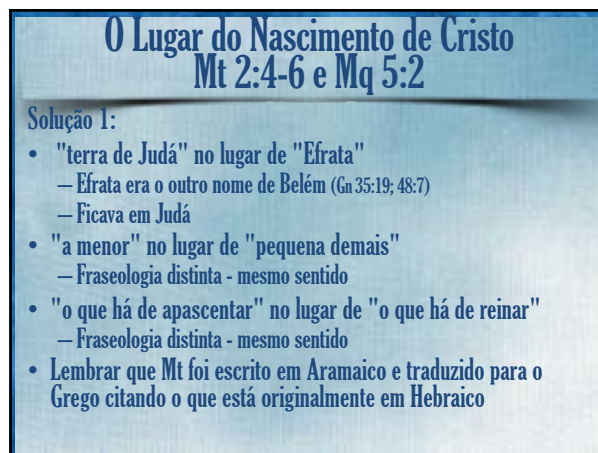 O Lugar do Nascimento de Cristo
Mt 2:4-6 e Mq 5:2
Solução 1:
• "terra de Judá" no lugar de "Efrata"
– Efrata era o outro nome de Belém (Gn 35:19; 48:7)
– Ficava em Judá
• "a menor" no lugar de "pequena demais"
– Fraseologia distinta - mesmo sentido
• "o que há de apascentar" no lugar de "o que há de reinar"
– Fraseologia distinta - mesmo sentido
• Lembrar que Mt foi escrito em Aramaico e traduzido para o
Grego citando o que está originalmente em Hebraico